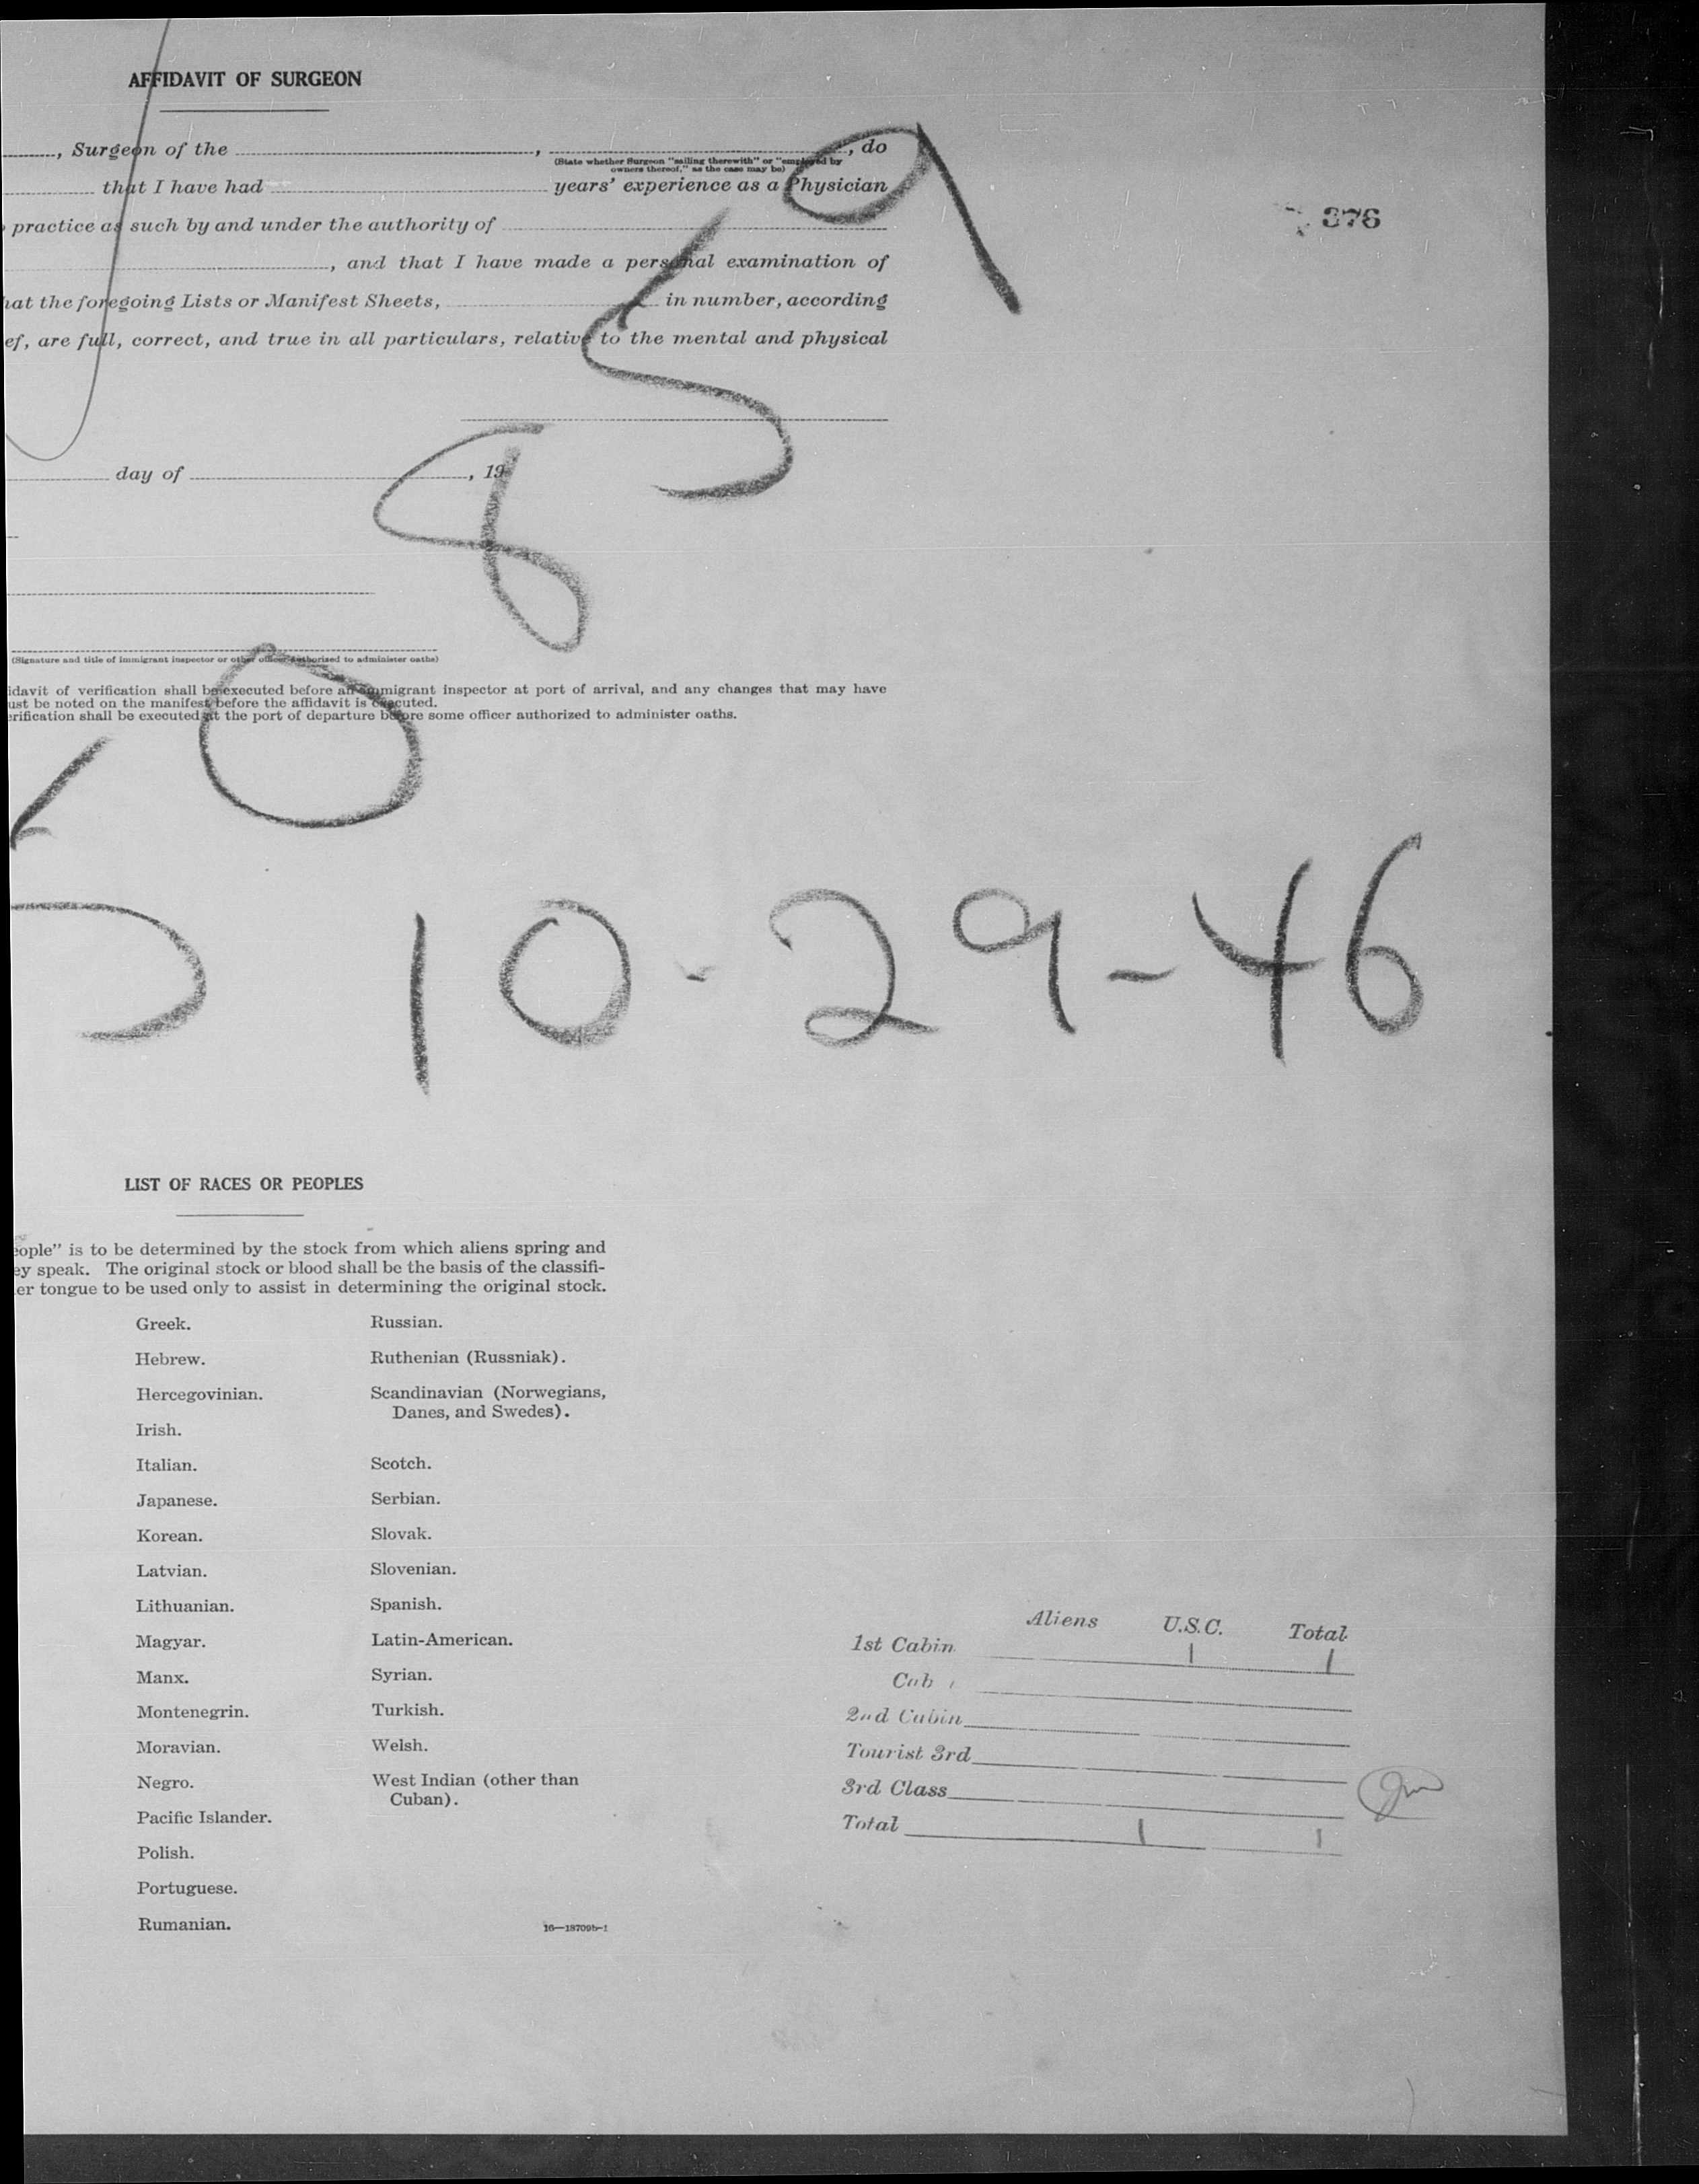 AFFIDAVIT OF SURGEON
, Surgeon of the , , do
(State whether Surgeon "sailing therewith" or "employed by
owners thereof," as the case may be)
that I have had years' experience as a Physician
practice as such by and under the authority of
376
, and that I have made a personal examination of
hat the foregoing Lists or Manifest Sheets, in number, according
ef, are full, correct, and true in all particulars, relative to the mental and physical
day of , 19
8 5 9
(Signature and title of immigrant inspector or other officer authorized to administer oaths)
idavit of verification shall be executed before an immigrant inspector at port of arrival, and any changes that may have
ust be noted on the manifest before the affidavit is executed.
erification shall be executed at the port of departure before some officer authorized to administer oaths.
5 0
10-29-46
LIST OF RACES OR PEOPLES
eople" is to be determined by the stock from which aliens spring and
ey speak. The original stock or blood shall be the basis of the classifi-
er tongue to be used only to assist in determining the original stock.
Greek.
Hebrew.
Hercegovinian.
Irish.
Italian.
Japanese.
Korean.
Latvian.
Lithuanian.
Magyar.
Manx.
Montenegrin.
Moravian.
Negro.
Pacific Islander.
Polish.
Portuguese.
Rumanian.
Russian.
Ruthenian (Russniak).
Scandinavian (Norwegians,
Danes, and Swedes).
Scotch.
Serbian.
Slovak.
Slovenian.
Spanish.
Latin-American.
Syrian.
Turkish.
Welsh.
West Indian (other than
Cuban).
16—18709b-1
Aliens U.S.C. Total
1st Cabin 1 1
Cab
2nd Cabin
Tourist 3rd
3rd Class
Total 1 1